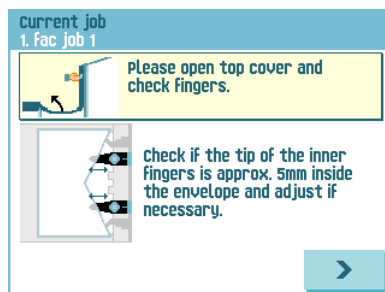 Current job
1. Fac job 1
Please open top cover and
check fingers.
Check if the tip of the inner
fingers is approx. 5mm inside
the envelope and adjust if
necessary.